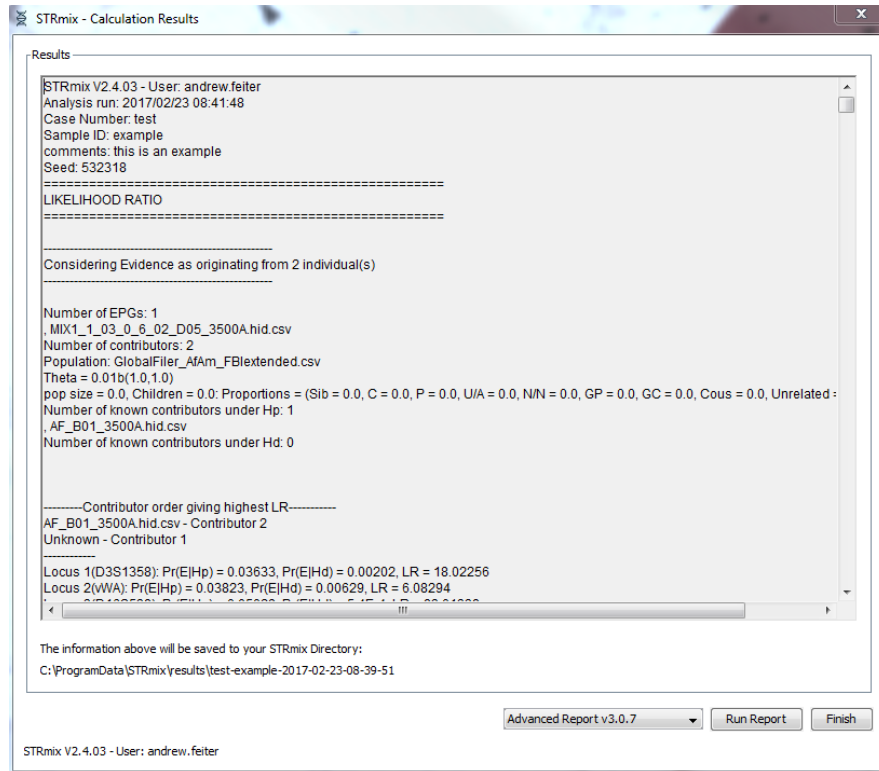 STRmix - Calculation Results
x
Results
STRmix V2.4.03 - User: andrew.feiter
Analysis run: 2017/02/23 08:41:48
Case Number: test
Sample ID: example
comments: this is an example
Seed: 532318
=======================================================
LIKELIHOOD RATIO
=======================================================
-------------------------------------------------------
Considering Evidence as originating from 2 individual(s)
-------------------------------------------------------
Number of EPGs: 1
, MIX1_1_03_0_6_02_D05_3500A.hid.csv
Number of contributors: 2
Population: GlobalFiler_AfAm_FBIextended.csv
Theta = 0.01b(1.0,1.0)
pop size = 0.0, Children = 0.0: Proportions = (Sib = 0.0, C = 0.0, P = 0.0, U/A = 0.0, N/N = 0.0, GP = 0.0, GC = 0.0, Cous = 0.0, Unrelated =
Number of known contributors under Hp: 1
, AF_B01_3500A.hid.csv
Number of known contributors under Hd: 0
---------Contributor order giving highest LR-----------
AF_B01_3500A.hid.csv - Contributor 2
Unknown - Contributor 1
------------
Locus 1(D3S1358): Pr(E|Hp) = 0.03633, Pr(E|Hd) = 0.00202, LR = 18.02256
Locus 2(vWA): Pr(E|Hp) = 0.03823, Pr(E|Hd) = 0.00629, LR = 6.08294
The information above will be saved to your STRmix Directory:
C:\ProgramData\STRmix\results\test-example-2017-02-23-08-39-51
Advanced Report v3.0.7
Run Report
Finish
STRmix V2.4.03 - User: andrew.feiter